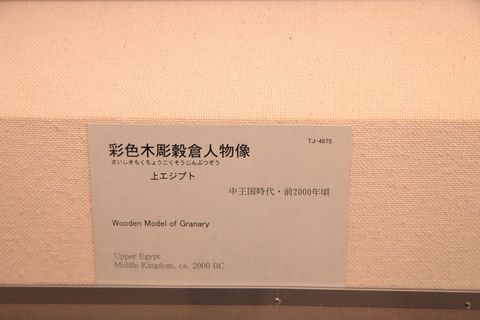 TJ-4875
彩色木彫穀倉人物像
さいしきもくちょうこくそうじんぶつぞう
上エジプト
中王国時代・前2000年頃
Wooden Model of Granary
Upper Egypt
Middle Kingdom, ca. 2000 BC